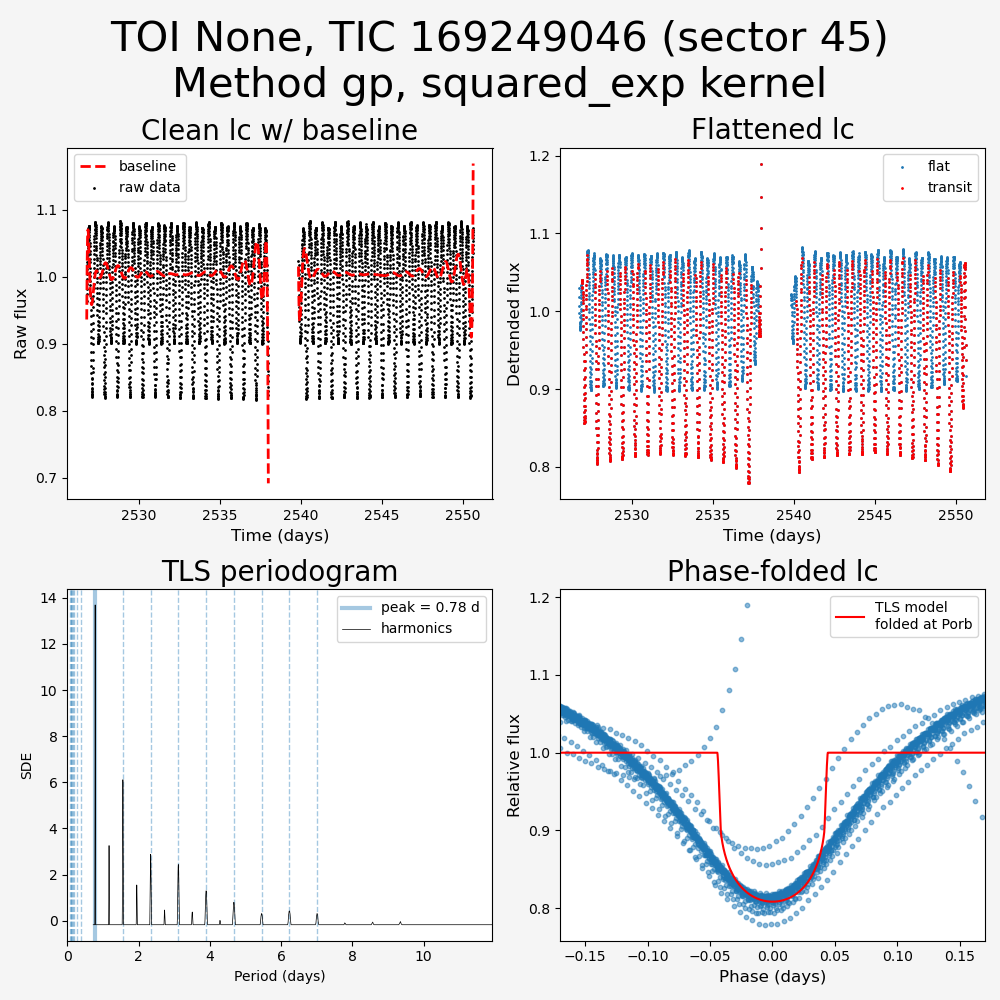 TOI None, TIC 169249046 (sector 45)
Method gp, squared_exp kernel
Clean lc w/ baseline
baseline
raw data
Raw flux
1.1
1.0
0.9
0.8
0.7
2530 2535 2540 2545 2550
Time (days)
Flattened lc
flat
transit
Detrended flux
1.2
1.1
1.0
0.9
0.8
2530 2535 2540 2545 2550
Time (days)
TLS periodogram
peak = 0.78 d
harmonics
SDE
14
12
10
8
6
4
2
0
0 2 4 6 8 10
Period (days)
Phase-folded lc
TLS model
folded at Porb
Relative flux
1.2
1.1
1.0
0.9
0.8
−0.15 −0.10 −0.05 0.00 0.05 0.10 0.15
Phase (days)